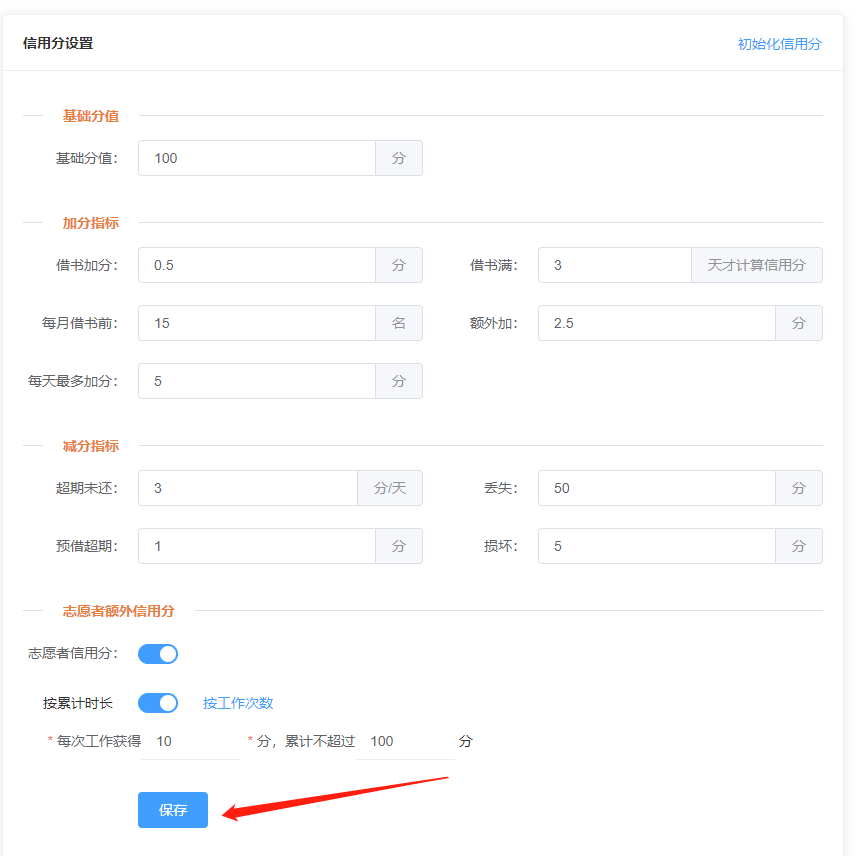 信用分设置 初始化信用分
基础分值
基础分值： 100 分
加分指标
借书加分： 0.5 分 借书满： 3 天才计算信用分
每月借书前： 15 名 额外加： 2.5 分
每天最多加分： 5 分
减分指标
超期未还： 3 分/天 丢失： 50 分
预借超期： 1 分 损坏： 5 分
志愿者额外信用分
志愿者信用分：
按累计时长 按工作次数
* 每次工作获得 10 * 分，累计不超过 100 分
保存